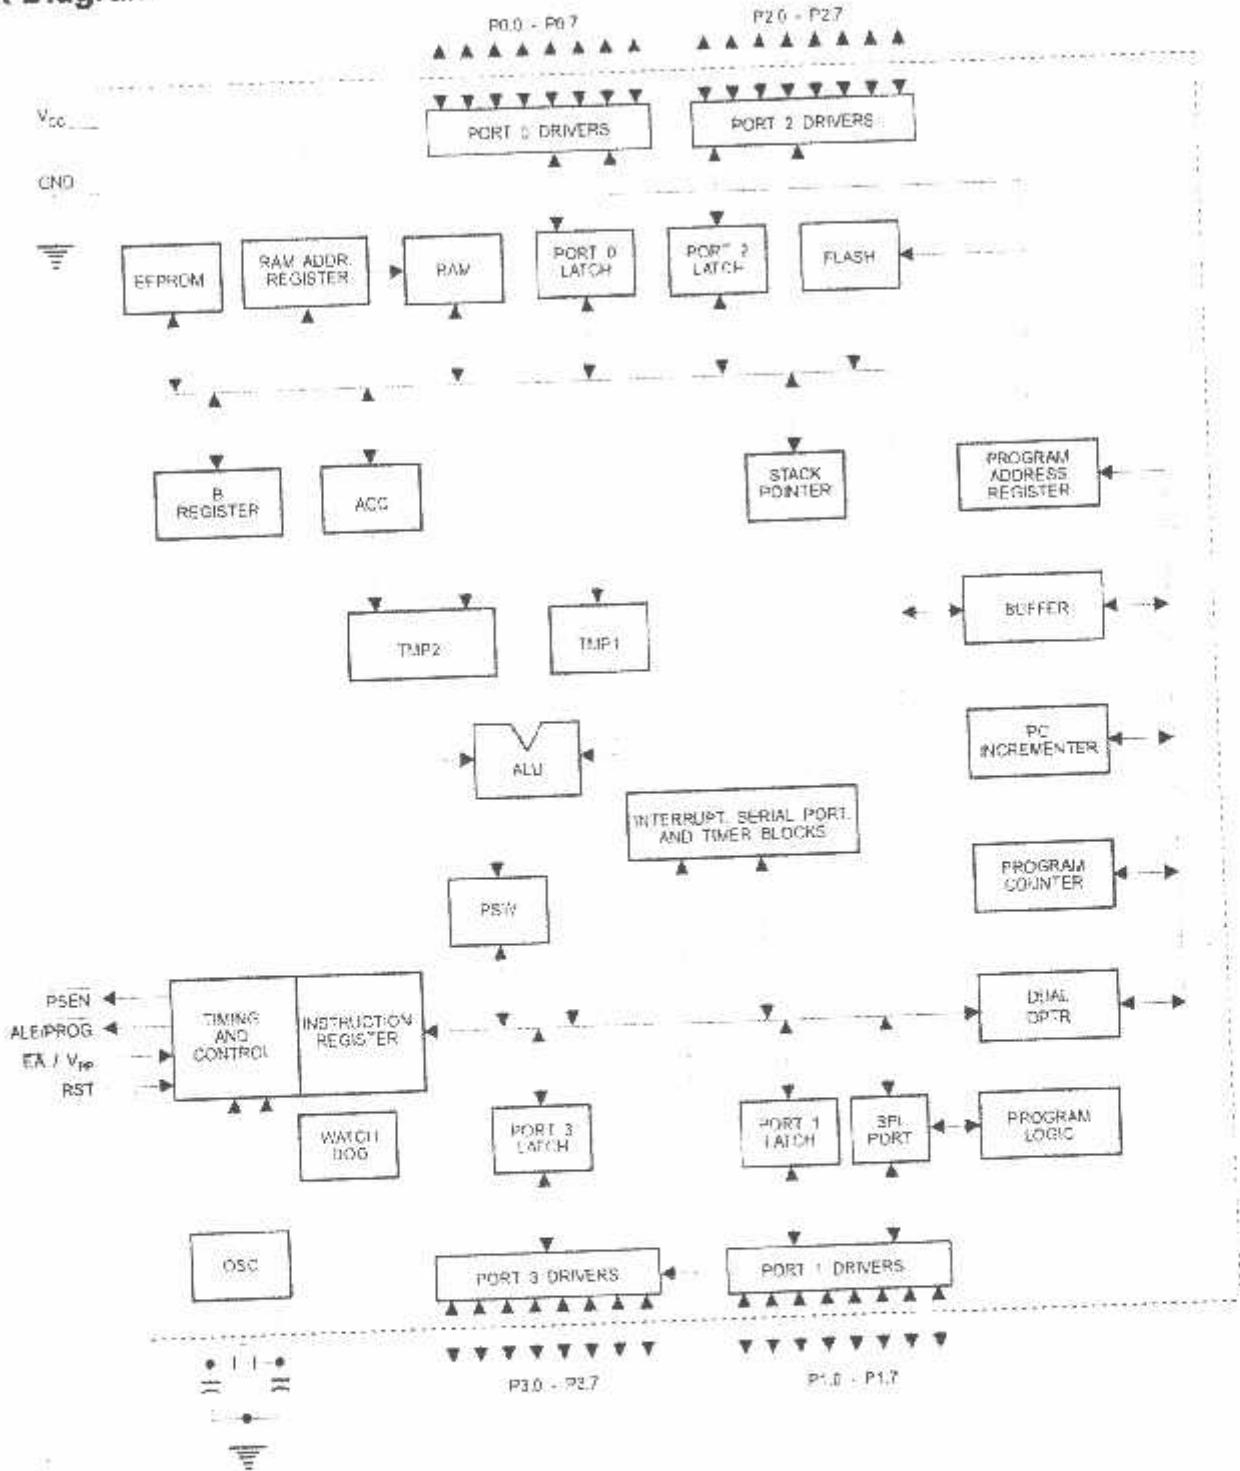 P0.0 - P0.7
P2.0 - P2.7
VCC
PORT 0 DRIVERS
PORT 2 DRIVERS
GND
EEPROM
RAM ADDR.
REGISTER
RAM
PORT 0
LATCH
PORT 2
LATCH
FLASH
B
REGISTER
ACC
STACK
POINTER
PROGRAM
ADDRESS
REGISTER
BUFFER
TMP2
TMP1
PC
INCREMENTER
ALU
INTERRUPT, SERIAL PORT,
AND TIMER BLOCKS
PROGRAM
COUNTER
PSW
PSEN
ALE/PROG
EA / VPP
RST
TIMING
AND
CONTROL
INSTRUCTION
REGISTER
DUAL
DPTR
WATCH
DOG
PORT 3
LATCH
PORT 1
LATCH
SPI
PORT
PROGRAM
LOGIC
OSC
PORT 3 DRIVERS
PORT 1 DRIVERS
P3.0 - P3.7
P1.0 - P1.7